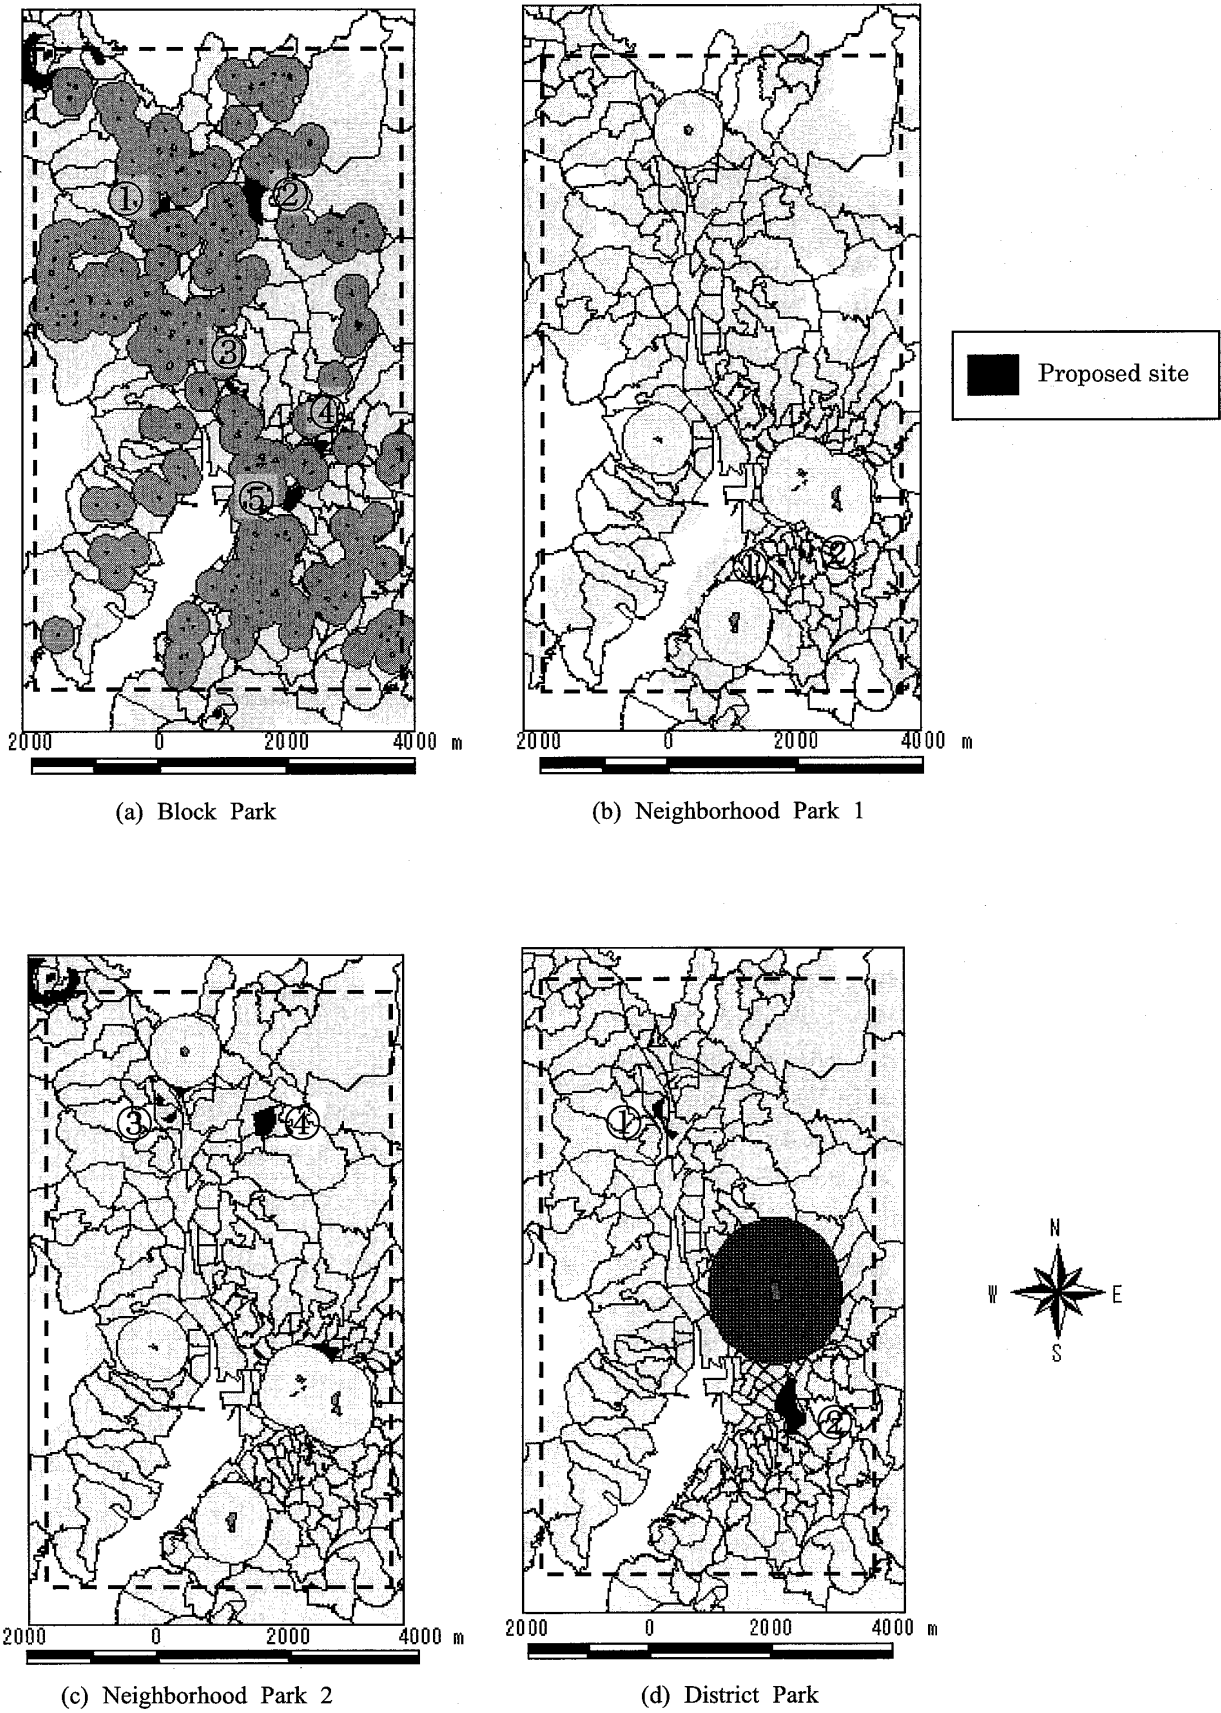 ① ②
③
④
⑤
2000 0 2000 4000 m
(a) Block Park
① ②
2000 0 2000 4000 m
(b) Neighborhood Park 1
Proposed site
③ ④
2000 0 2000 4000 m
(c) Neighborhood Park 2
①
②
2000 0 2000 4000 m
(d) District Park
N
W E
S